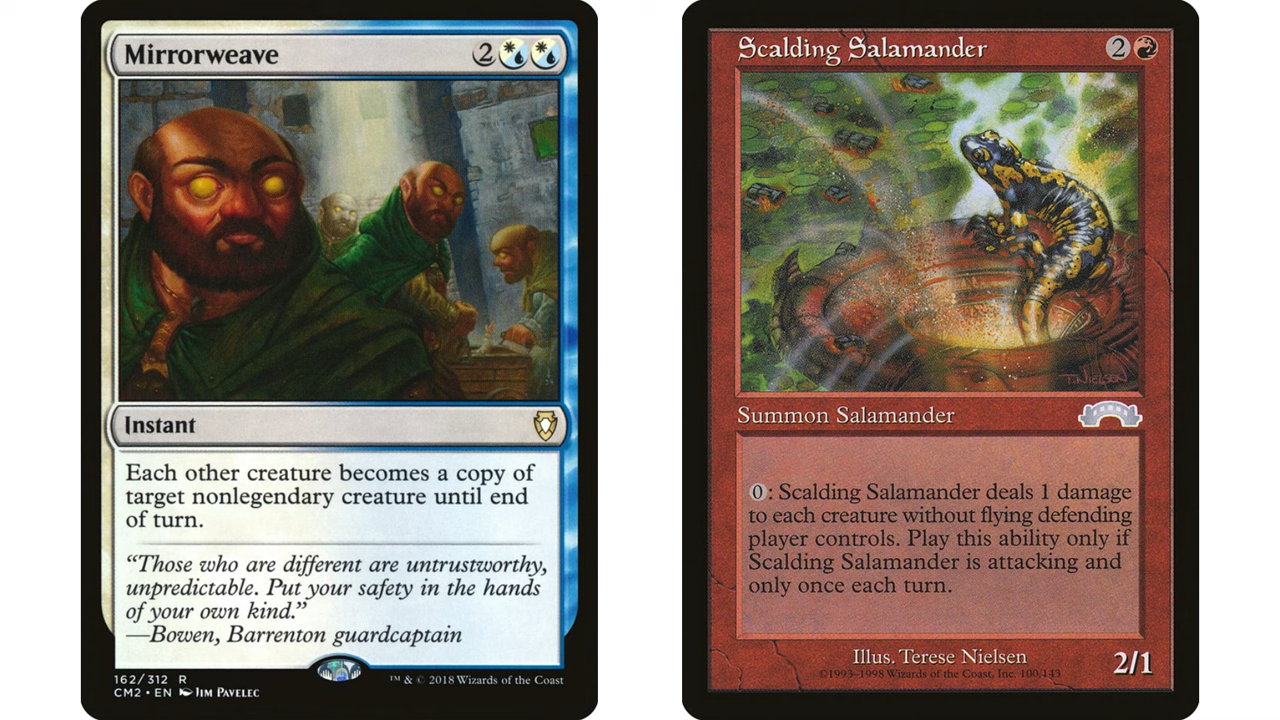 Mirrorweave 2
Instant
Each other creature becomes a copy of
target nonlegendary creature until end
of turn.
“Those who are different are untrustworthy,
unpredictable. Put your safety in the hands
of your own kind.”
—Bowen, Barrenton guardcaptain
162/312 R
CM2 • EN Jim Pavelec
™ & © 2018 Wizards of the Coast
Scalding Salamander 2
T. NIELSEN
Summon Salamander
0: Scalding Salamander deals 1 damage
to each creature without flying defending
player controls. Play this ability only if
Scalding Salamander is attacking and
only once each turn.
Illus. Terese Nielsen
©1993–1998 Wizards of the Coast, Inc. 100/143
2/1